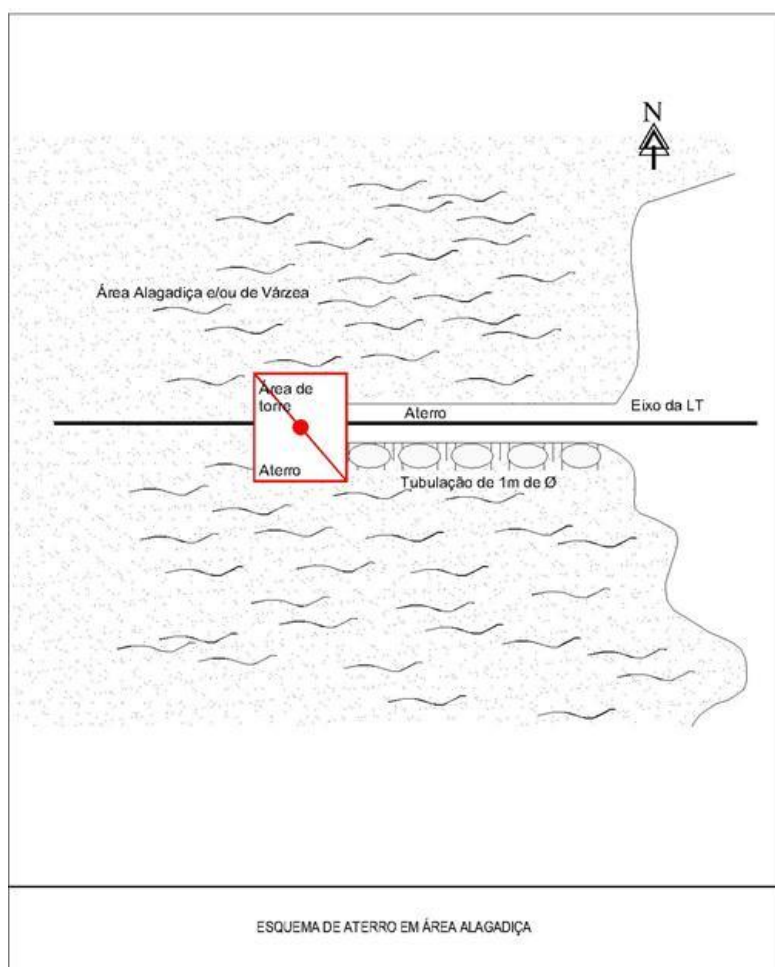 N
Área Alagadiça e/ou de Várzea
Área de
torre
Aterro
Eixo da LT
Aterro
Tubulação de 1m de Ø
ESQUEMA DE ATERRO EM ÁREA ALAGADIÇA